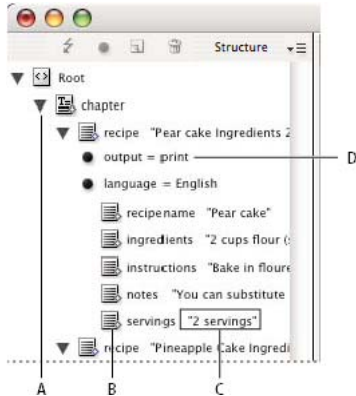 Structure
Root
chapter
recipe "Pear cake Ingredients 2
output = print
D
language = English
recipename "Pear cake"
ingredients "2 cups flour (
instructions "Bake in floure
notes "You can substitute
servings "2 servings"
recipe "Pineapple Cake Ingredi
A B C